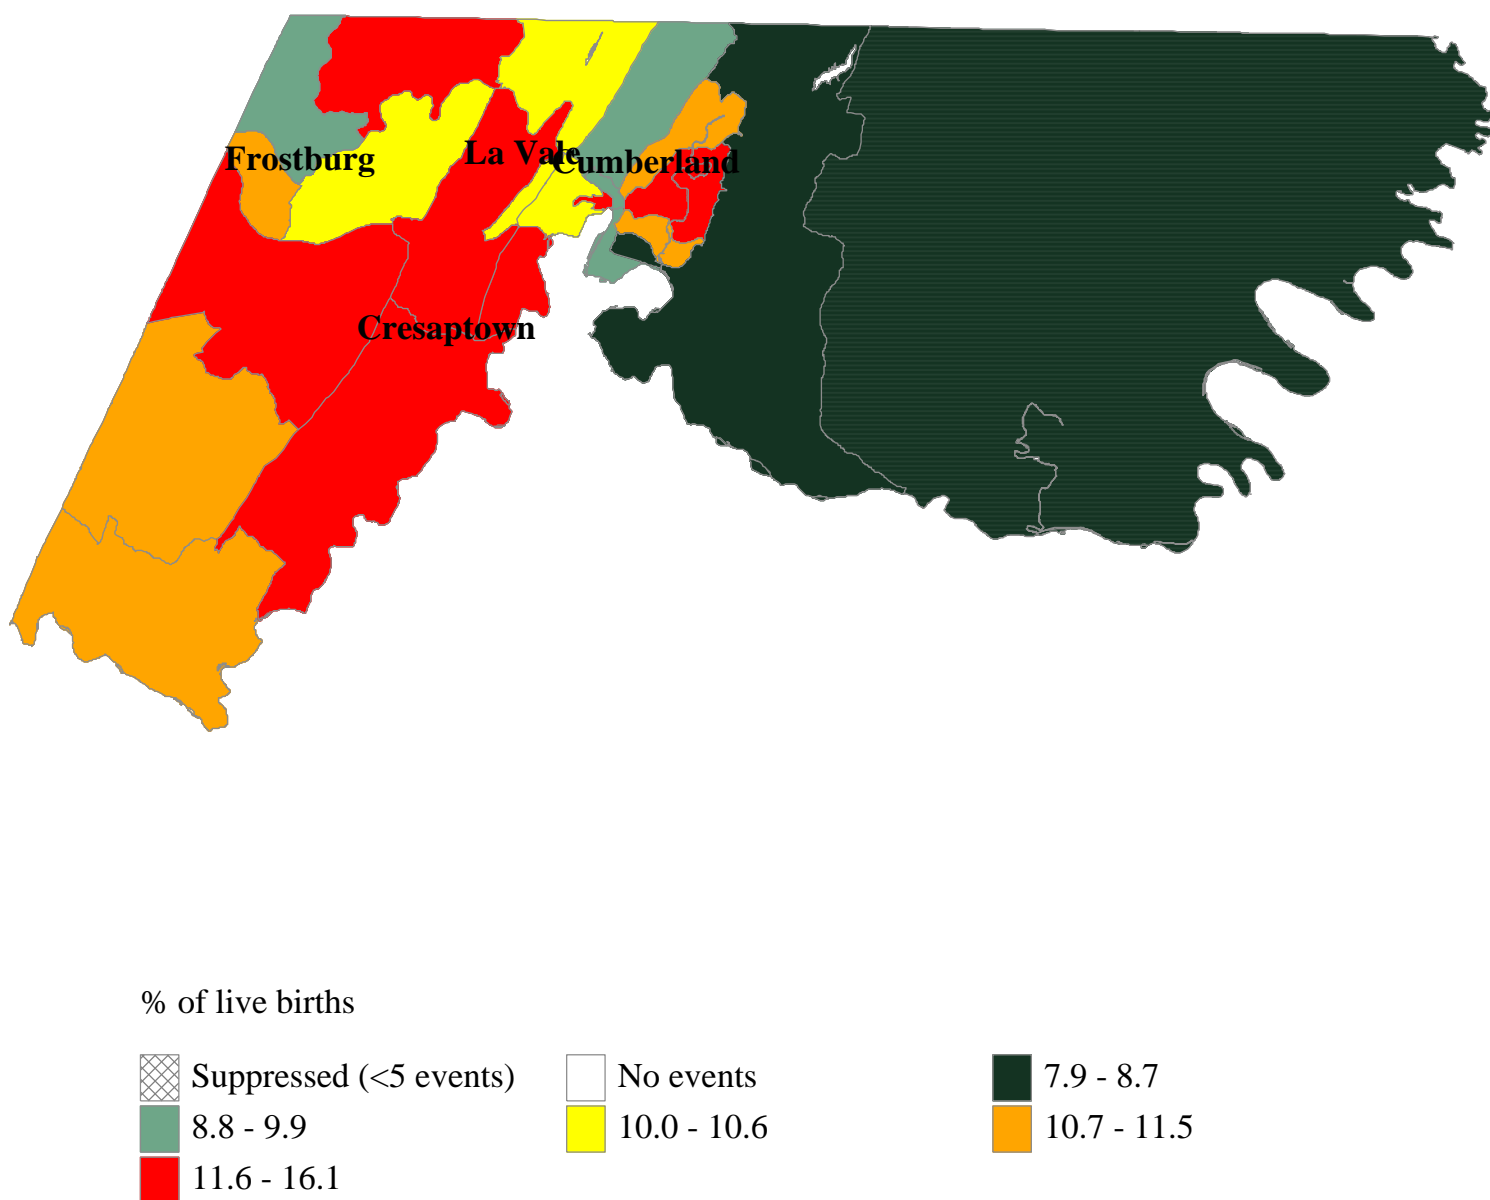 La Vale
Frostburg
Cumberland
Cresaptown
% of live births
Suppressed (<5 events)
No events
7.9 - 8.7
8.8 - 9.9
10.0 - 10.6
10.7 - 11.5
11.6 - 16.1